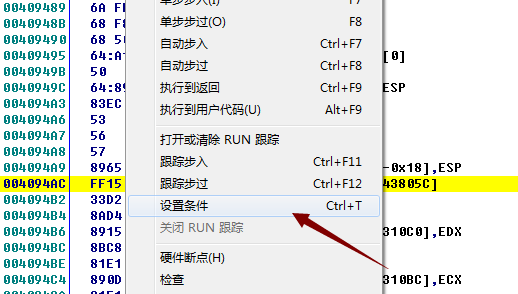 00409489 6A F 单步步入(I) F7
0040948B 68 F 单步步过(O) F8
00409490 68 5 自动步入 Ctrl+F7
00409495 64:A 自动步过 Ctrl+F8 [0]
0040949B 50
0040949C 64:89 执行到返回 Ctrl+F9 ESP
004094A3 83EC 执行到用户代码(U) Alt+F9
004094A6 53
004094A7 56 打开或清除 RUN 跟踪
004094A8 57
004094A9 8965 跟踪步入 Ctrl+F11 -0x18],ESP
004094AC FF15 跟踪步过 Ctrl+F12 43805C]
004094B2 33D2 设置条件 Ctrl+T
004094B4 8AD4
004094B6 8915 关闭 RUN 跟踪 310C0],EDX
004094BC 8BC8
004094BE 81E1 硬件断点(H)
004094C4 890D 检查 310BC],ECX